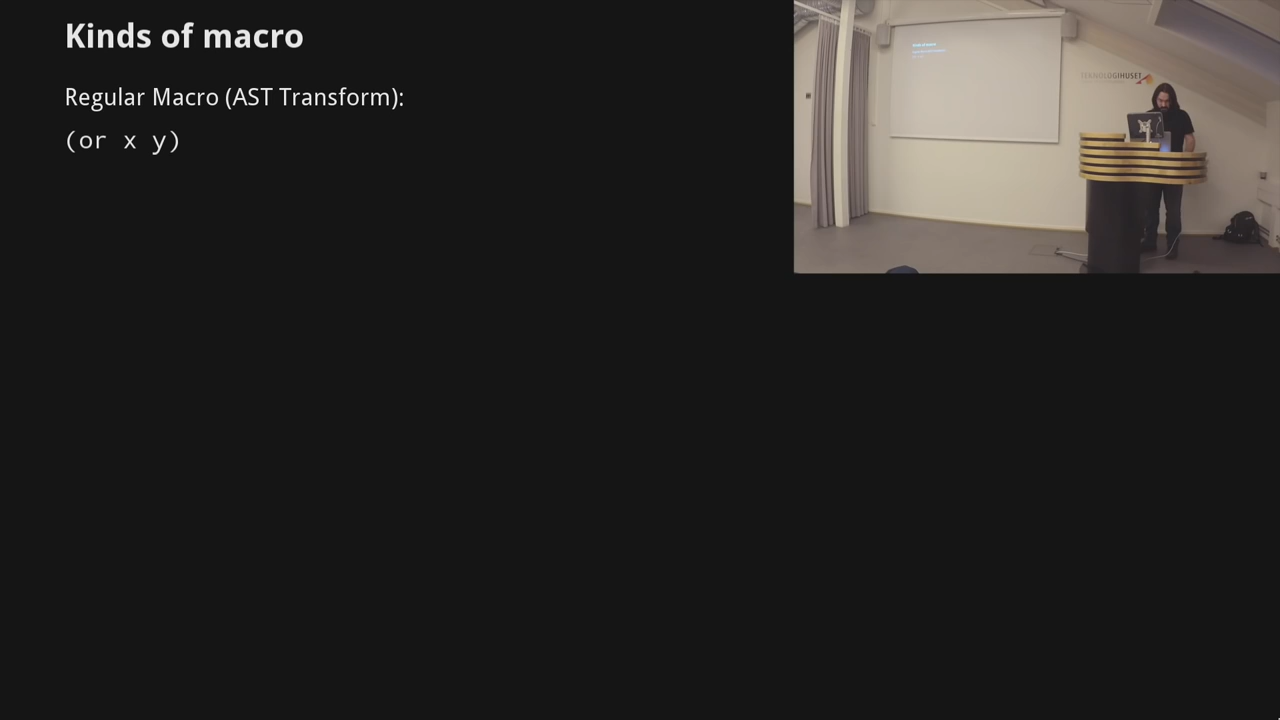 Kinds of macro
Regular Macro (AST Transform):
(or x y)
TEKNOLOGIHUSET